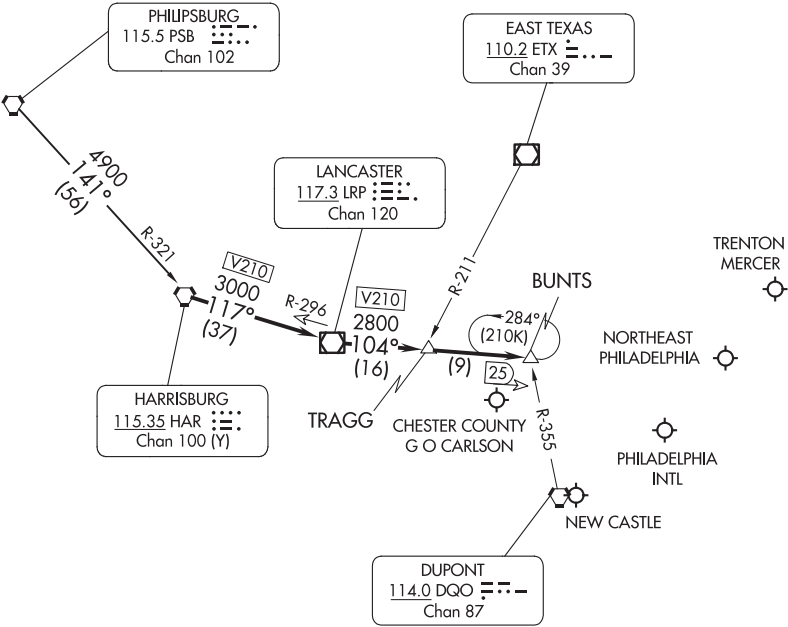 PHILIPSBURG
115.5 PSB
Chan 102
EAST TEXAS
110.2 ETX
Chan 39
4900
141°
(56)
LANCASTER
117.3 LRP
Chan 120
R-321
V210
3000
117°
(37)
R-296
V210
2800
104°
(16)
R-211
TRENTON
MERCER
BUNTS
284°
(210K)
NORTHEAST
PHILADELPHIA
(9)
25
HARRISBURG
115.35 HAR
Chan 100 (Y)
TRAGG
CHESTER COUNTY
G O CARLSON
R-355
PHILADELPHIA
INTL
NEW CASTLE
DUPONT
114.0 DQO
Chan 87